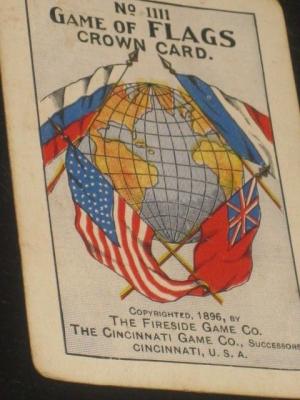 No 1111
GAME OF FLAGS
CROWN CARD.
COPYRIGHTED, 1896, BY
THE FIRESIDE GAME CO.
THE CINCINNATI GAME CO., SUCCESSORS
CINCINNATI, U. S. A.